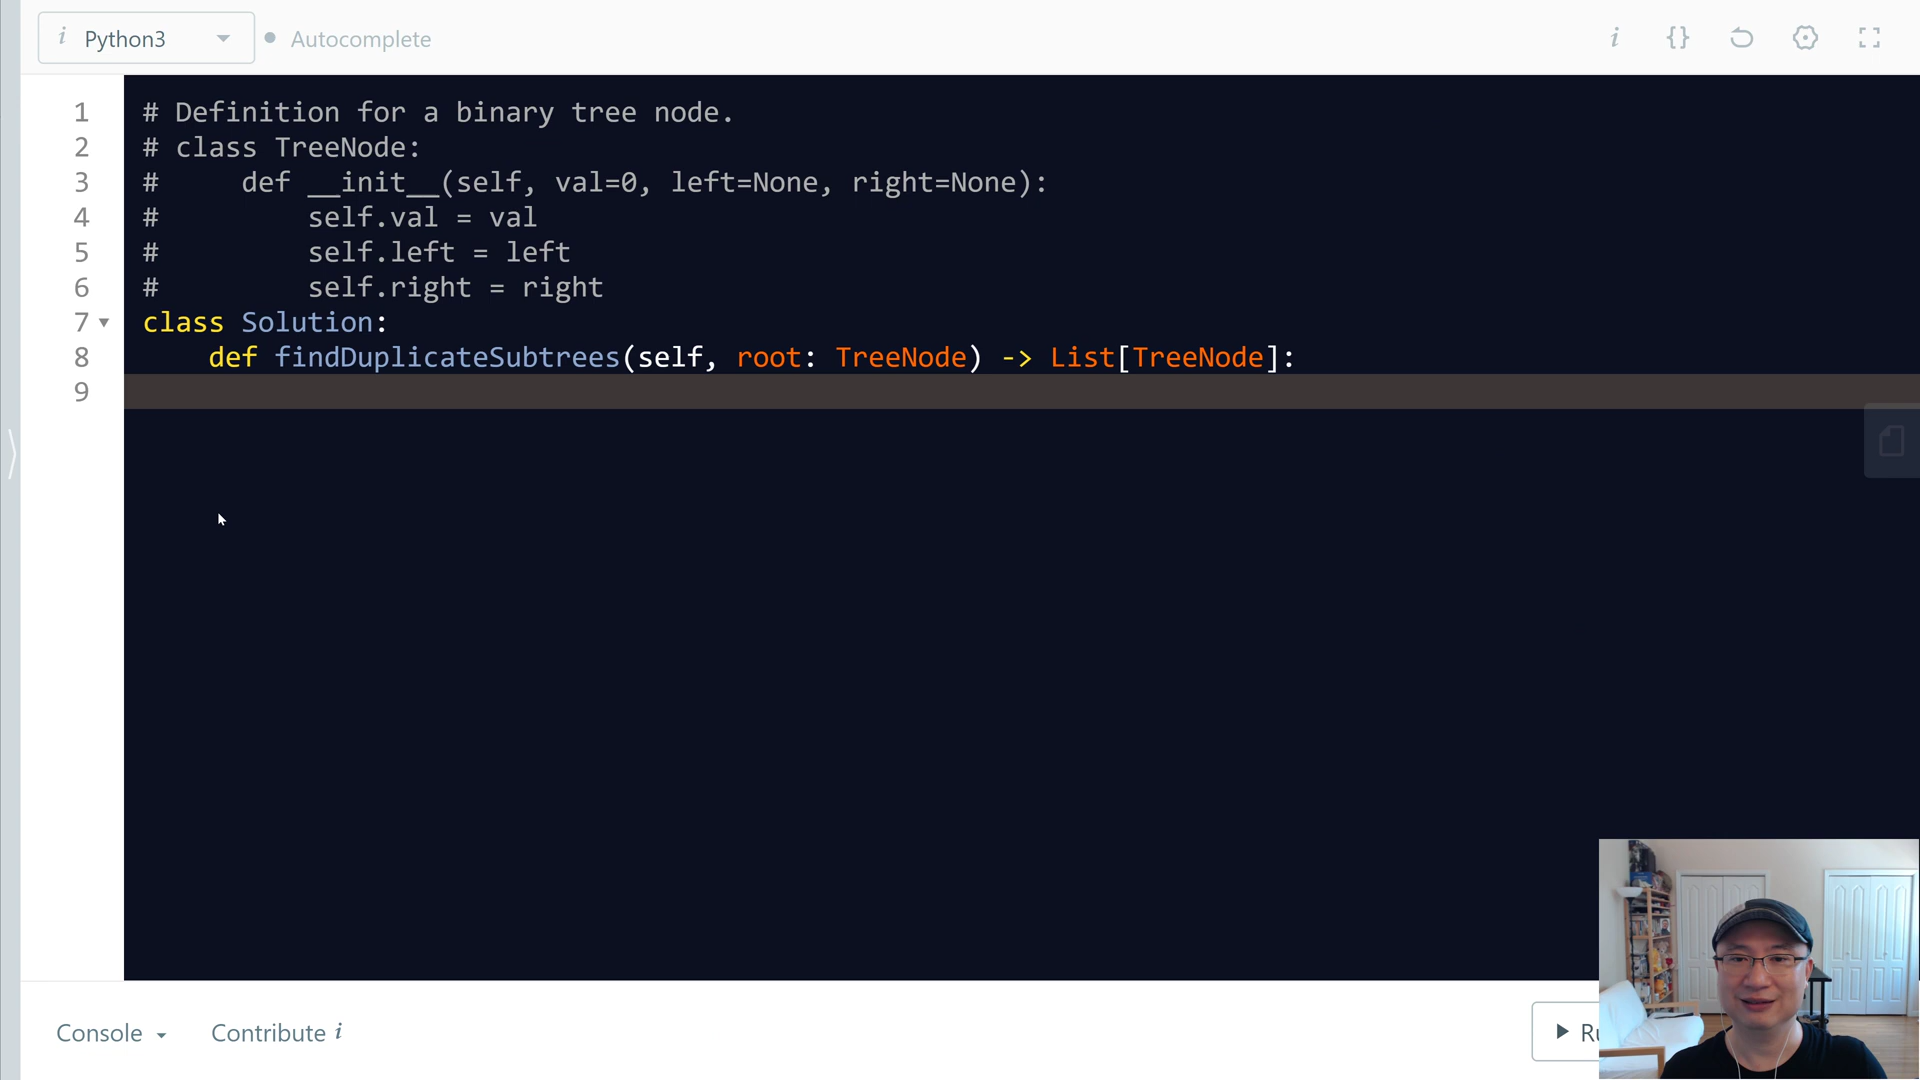 i Python3 Autocomplete i {}
1 # Definition for a binary tree node.
2 # class TreeNode:
3 #     def __init__(self, val=0, left=None, right=None):
4 #         self.val = val
5 #         self.left = left
6 #         self.right = right
7 class Solution:
8     def findDuplicateSubtrees(self, root: TreeNode) -> List[TreeNode]:
9
Console Contribute i